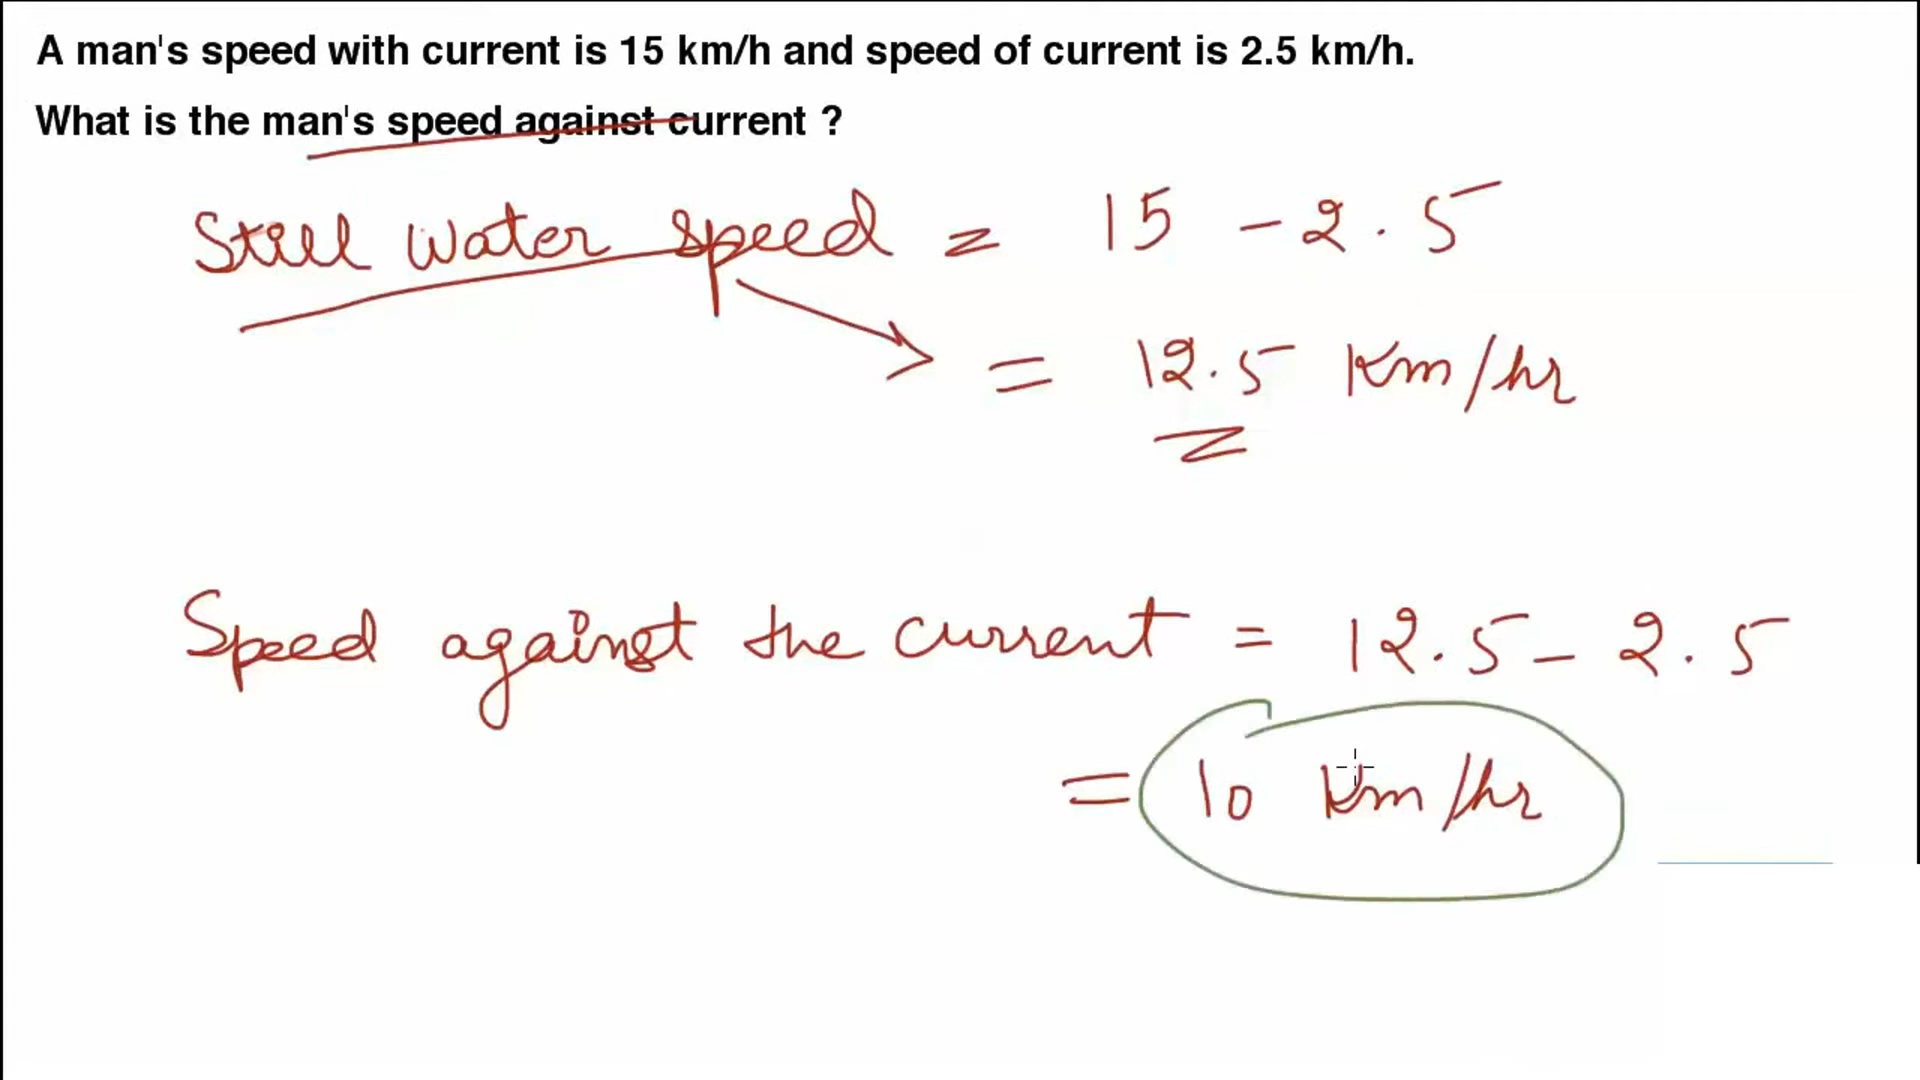 A man's speed with current is 15 km/h and speed of current is 2.5 km/h.
What is the man's speed against current ?
Still water speed = 15 - 2.5
= 12.5 Km/hr
Speed against the current = 12.5 - 2.5
= 10 Km/hr